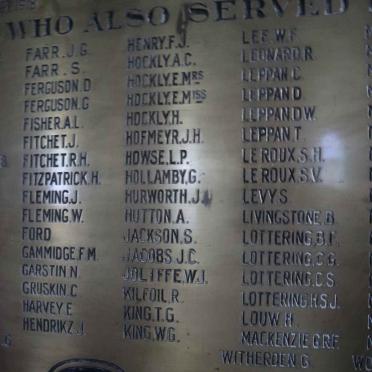 WHO ALSO SERVED
FARR.J.G.
FARR. S.
FERGUSON.D
FERGUSON.G
FISHER.A.L.
FITCHET.J.
FITCHET.R.H.
FITZPATRICK.H.
FLEMING.J.
FLEMING.W.
FORD
GAMMIDGE.F.M.
GARSTIN N.
GRUSKIN.C
HARVEY E
HENDRIKZ.J.
HENRY.F.J.
HOCKLY.A.C.
HOCKLY.E.MRS
HOCKLY.E.MISS
HOCKLY.H.
HOFMEYR.J.H.
HOWSE.L.P.
HOLLAMBY.G.
HURWORTH.J.
HUTTON.A.
JACKSON.S.
JACOBS.J.C.
JOLIFFE.W.J.
KILFOIL.R.
KING.T.G.
KING.W.G.
LEE.W.F.
LEONARD.R.
LEPPAN.C.
LEPPAN.D
LEPPAN.D.W.
LEPPAN.T.
LE ROUX.S.H.
LE ROUX.S.V.
LEVY S.
LIVINGSTONE.B.
LOTTERING.B.F.
LOTTERING.C.G.
LOTTERING.C.S.
LOTTENINGH.S.J.
LOUW H.
MACKENZIE G.R.F.
WITHERDEN G.